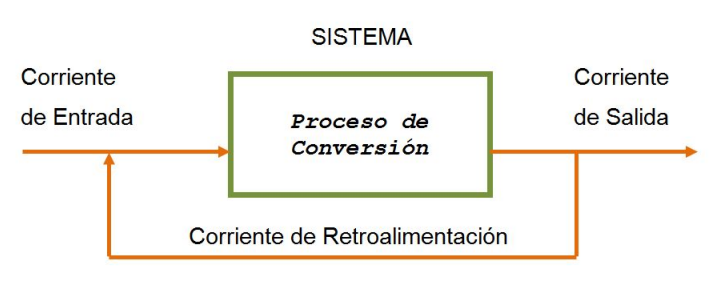 SISTEMA
Corriente
de Entrada
Proceso de
Conversión
Corriente
de Salida
Corriente de Retroalimentación